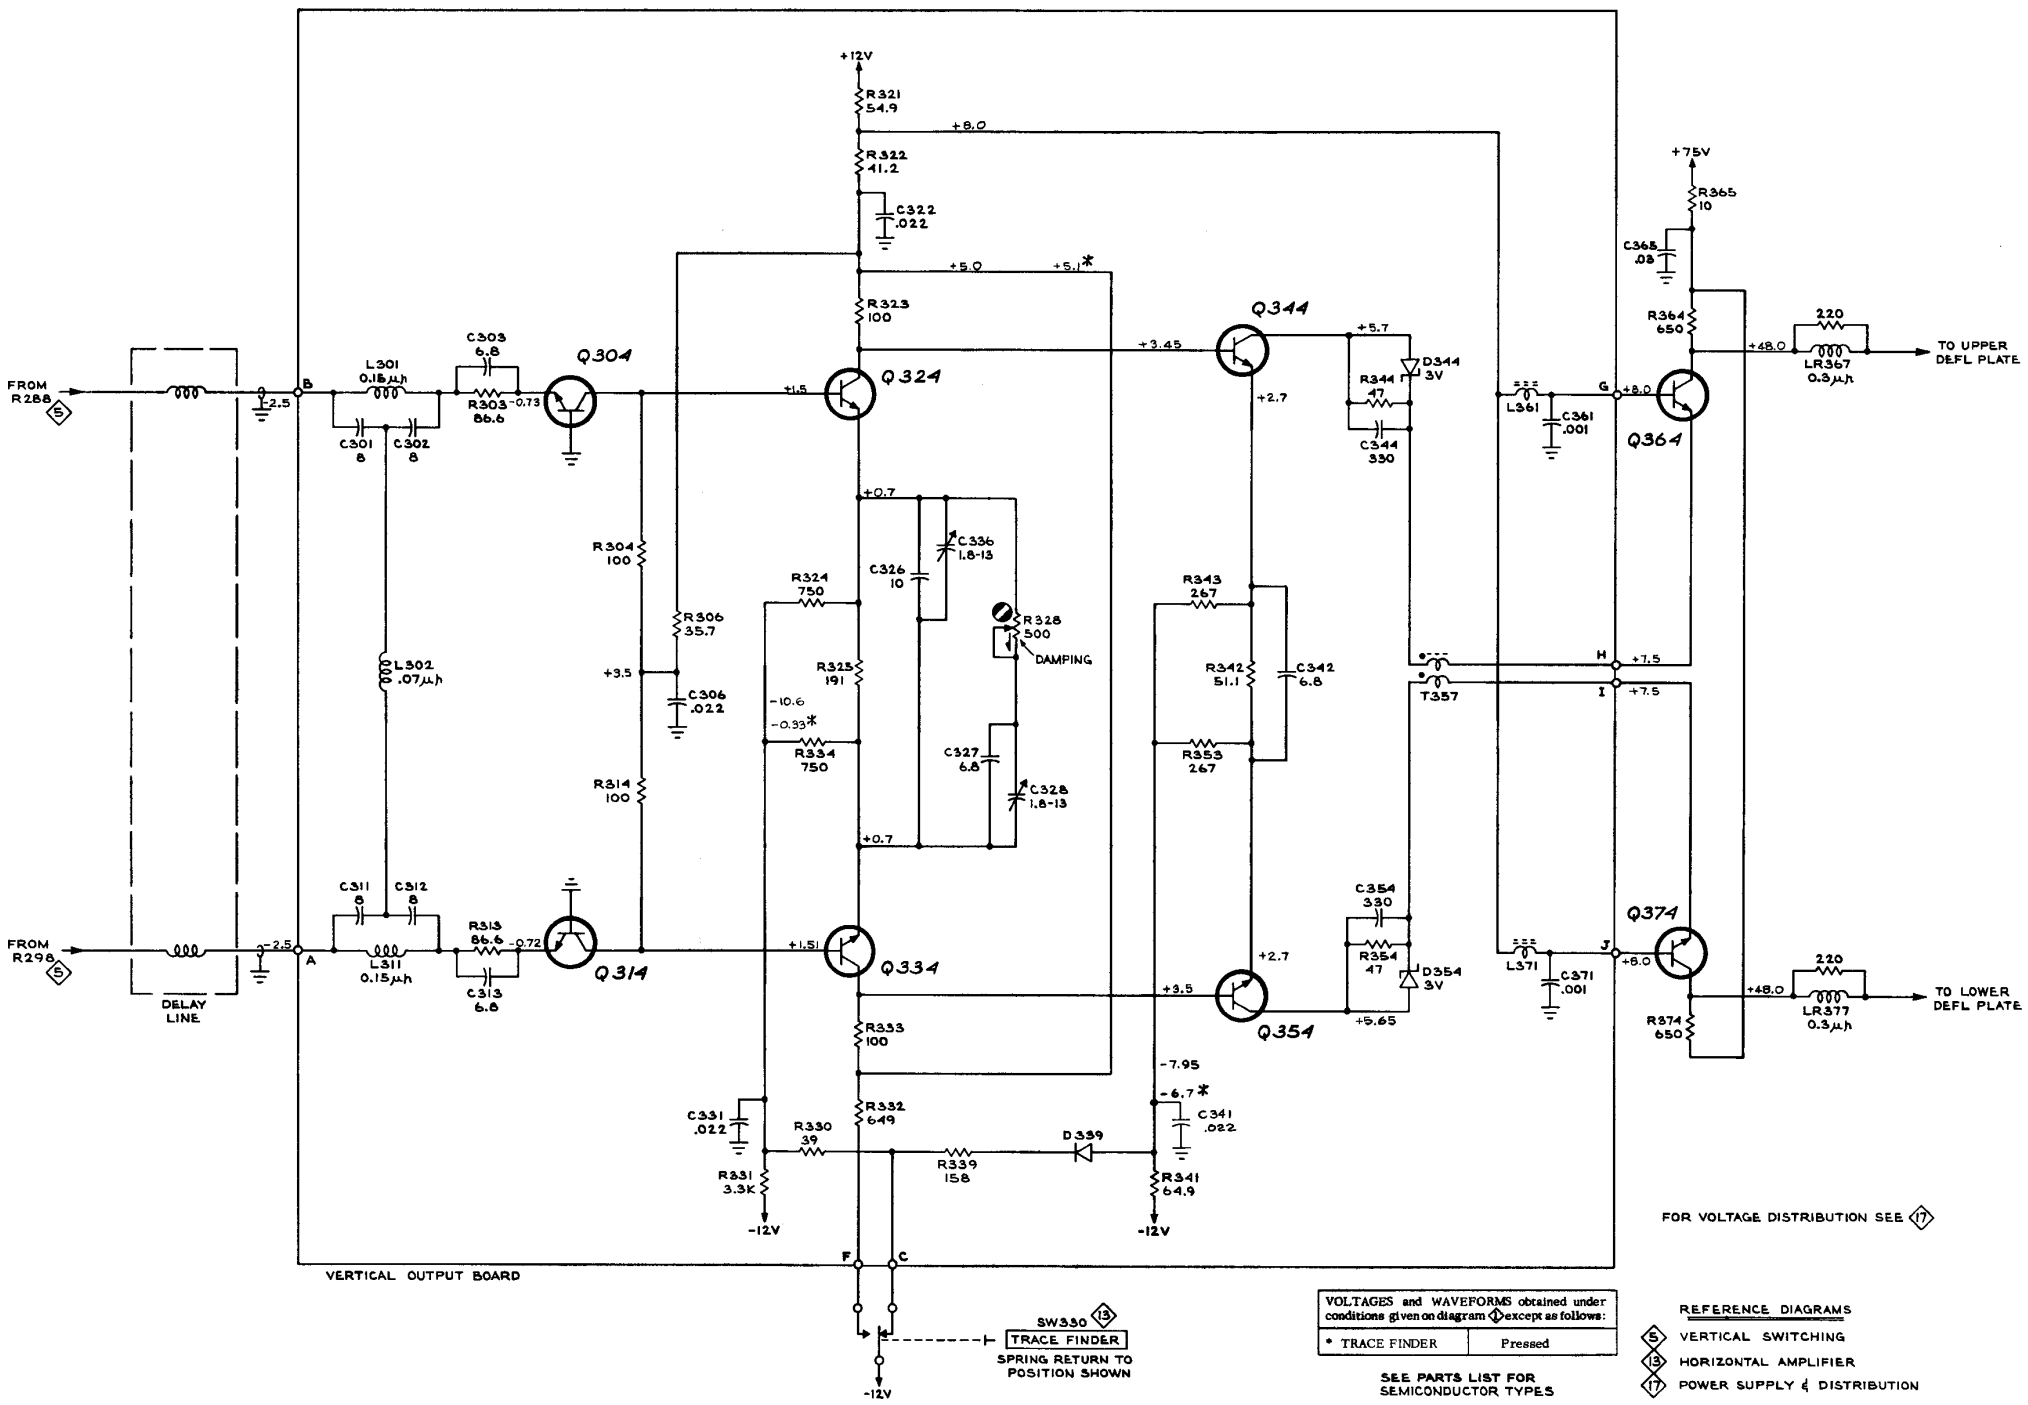 +12V
R321
54.9
+8.0
R322
41.2
+75V
R365
10
C322
.022
C365
.03
+5.0
+5.1*
R323
100
Q344
R364
650
220
C303
6.8
Q304
+5.7
+3.45
+48.0
TO UPPER
DEFL PLATE
L301
0.15µh
D344
3V
LR367
0.3µh
FROM
R288
5
-2.5
B
R303
86.6
-0.73
+1.5
Q324
R344
47
+2.7
L361
G
+8.0
C361
.001
Q364
C301
8
C302
8
C344
330
+0.7
R304
100
C336
1.8-13
C326
10
R324
750
R343
267
R306
35.7
R328
500
DAMPING
L302
.07µh
+3.5
R325
191
R342
51.1
C342
6.8
H
+7.5
T357
I
+7.5
C306
.022
-10.6
-0.33*
R334
750
C327
6.8
R353
267
R314
100
C328
1.8-13
+0.7
C311
8
C312
8
C354
330
Q374
FROM
R298
5
-2.5
A
R313
86.6
-0.72
+1.51
R354
47
L311
0.15µh
Q314
Q334
+2.7
D354
3V
L371
J
+8.0
C371
.001
220
C313
6.8
DELAY
LINE
+3.5
Q354
+5.65
+48.0
LR377
0.3µh
TO LOWER
DEFL PLATE
R374
650
R333
100
-7.95
-6.7*
C331
.022
R332
649
C341
.022
R330
39
D339
R339
158
R331
3.3K
R341
64.9
-12V
-12V
FOR VOLTAGE DISTRIBUTION SEE 17
F
C
VERTICAL OUTPUT BOARD
SW330
13
TRACE FINDER
SPRING RETURN TO
POSITION SHOWN
-12V
VOLTAGES and WAVEFORMS obtained under
conditions given on diagram 1 except as follows:
* TRACE FINDER Pressed
SEE PARTS LIST FOR
SEMICONDUCTOR TYPES
REFERENCE DIAGRAMS
5 VERTICAL SWITCHING
13 HORIZONTAL AMPLIFIER
17 POWER SUPPLY & DISTRIBUTION